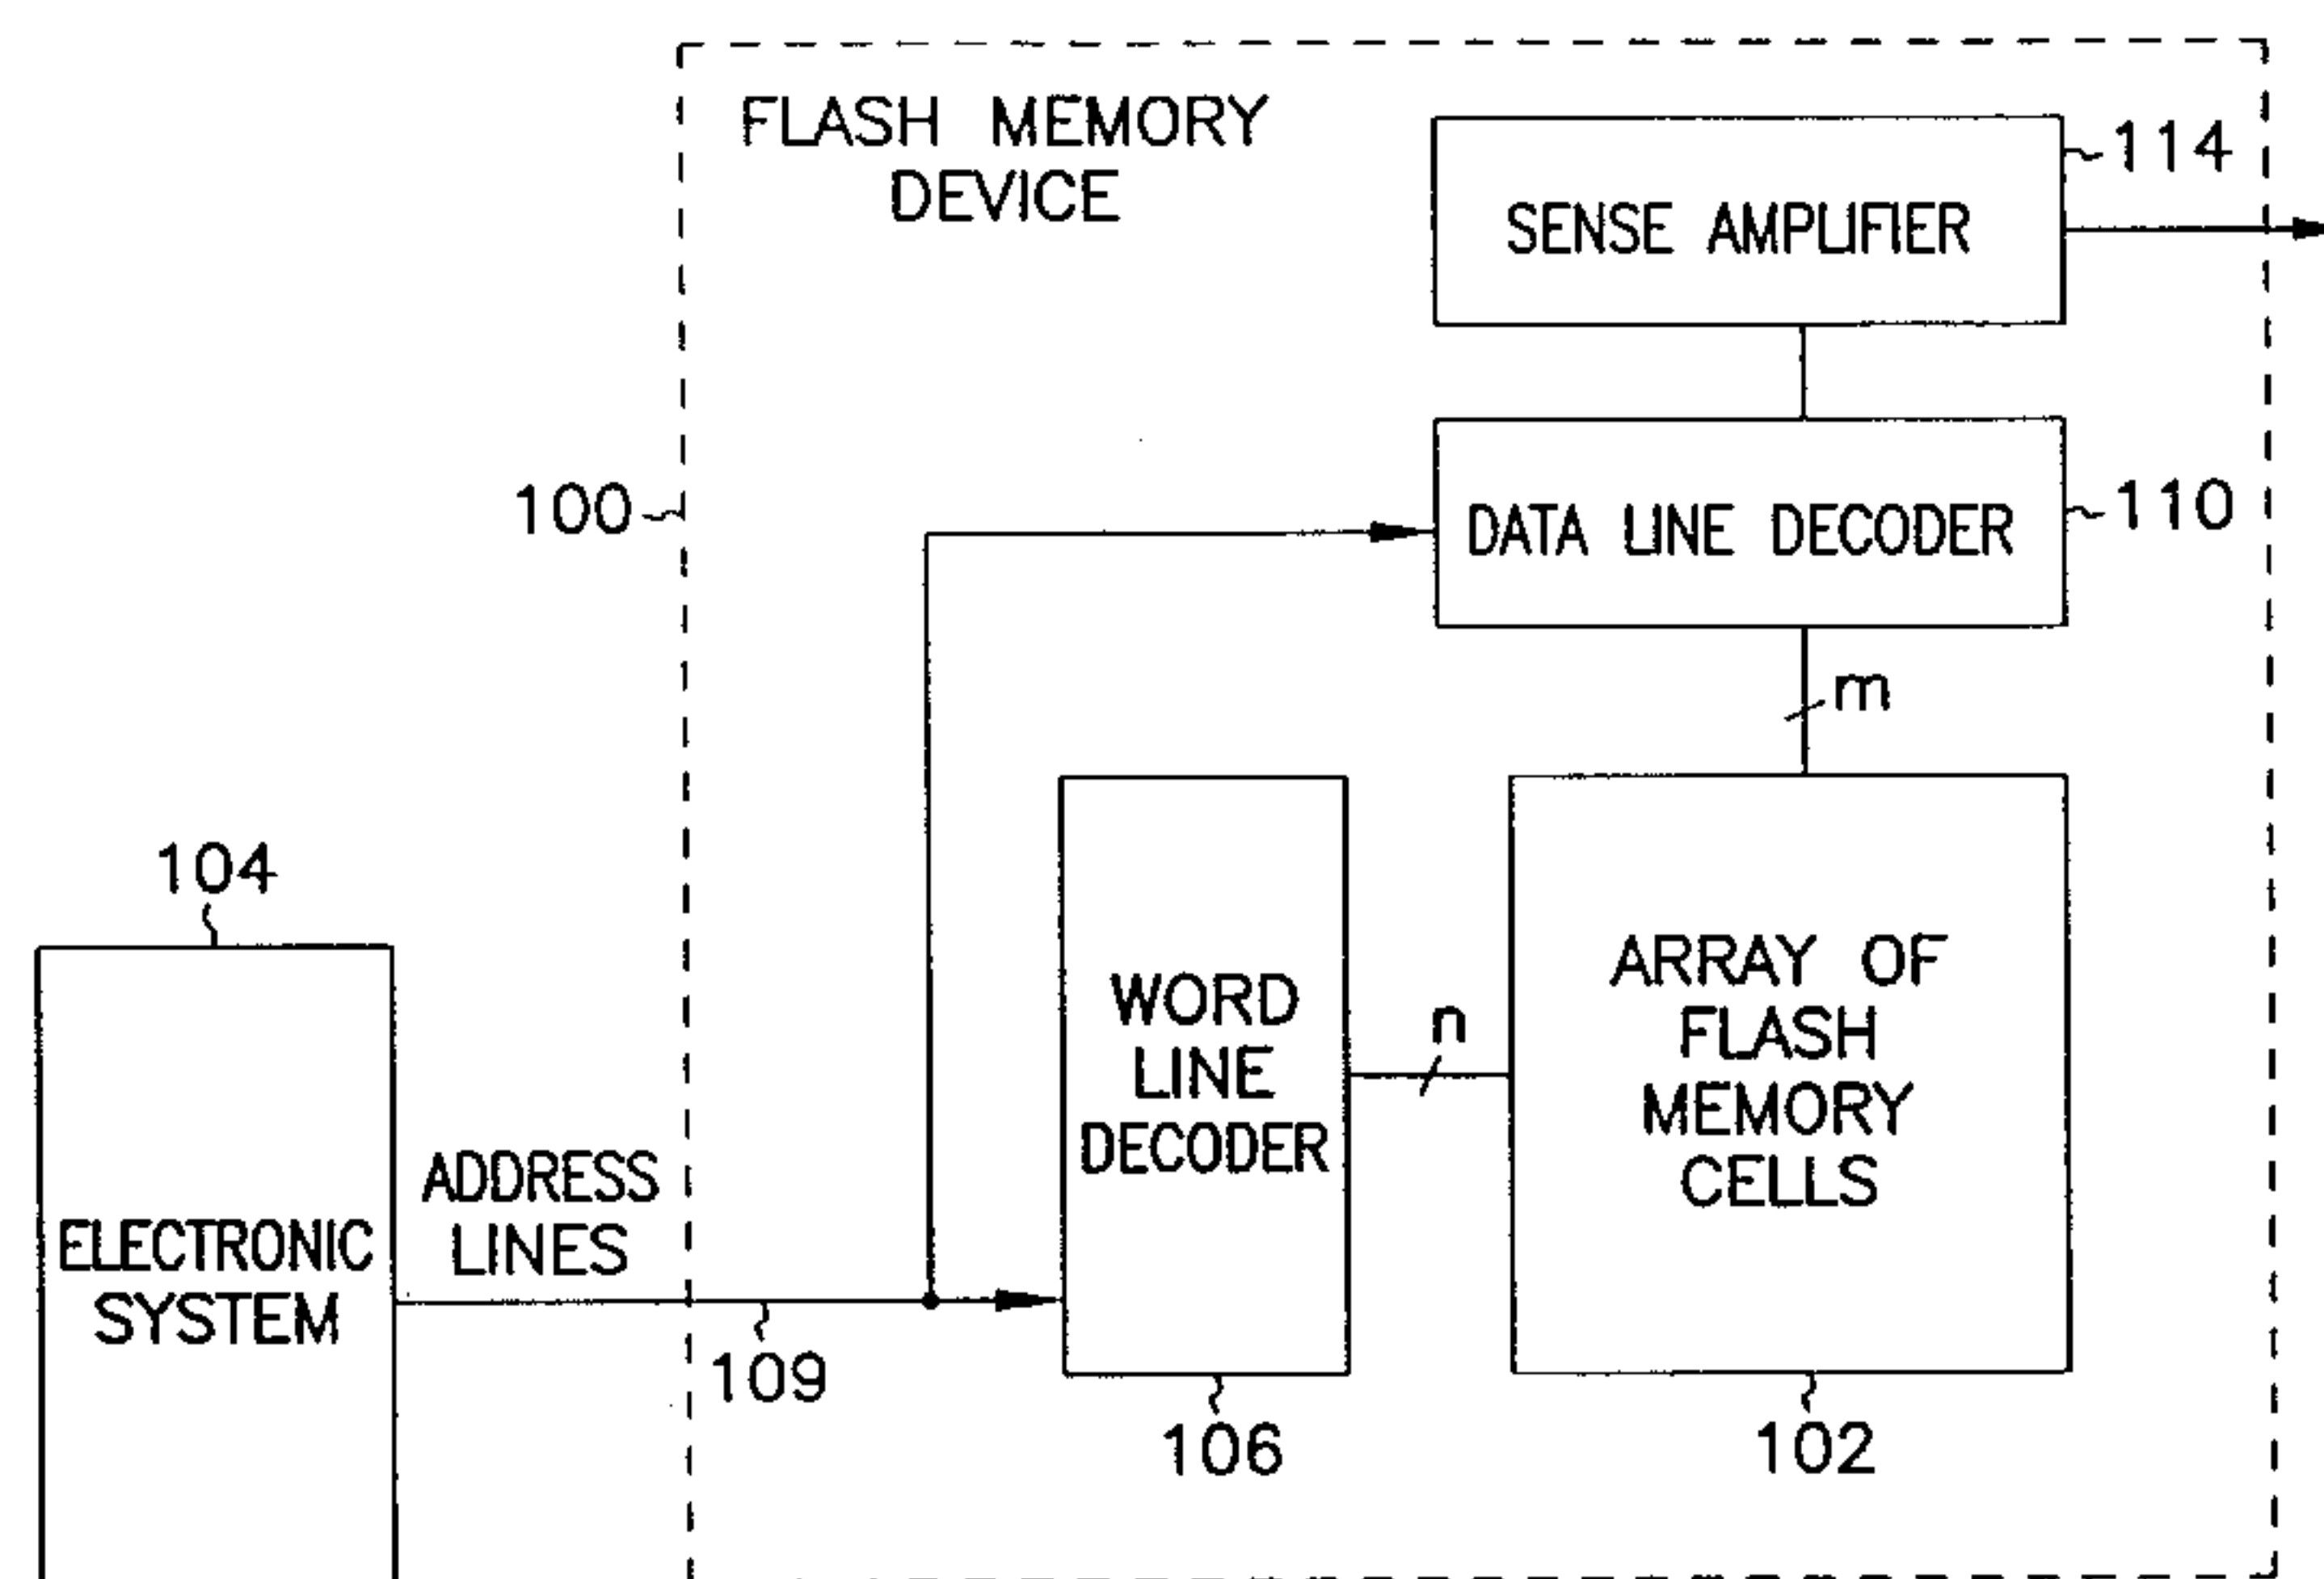 FLASH MEMORY
DEVICE
114
SENSE AMPLIFIER
100
DATA LINE DECODER
110
m
104
WORD
LINE
DECODER
n
ARRAY OF
FLASH
MEMORY
CELLS
ADDRESS
LINES
ELECTRONIC
SYSTEM
109
106
102